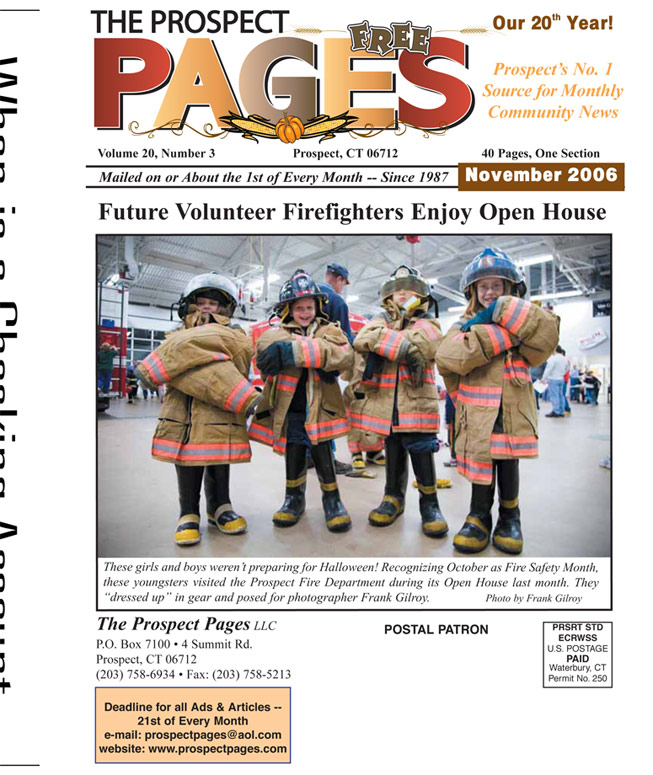 When is a Checking Account
THE PROSPECT
FREE
PAGES
Our 20th Year!
Prospect's No. 1
Source for Monthly
Community News
Volume 20, Number 3 Prospect, CT 06712 40 Pages, One Section
Mailed on or About the 1st of Every Month -- Since 1987 November 2006
Future Volunteer Firefighters Enjoy Open House
These girls and boys weren't preparing for Halloween! Recognizing October as Fire Safety Month,
these youngsters visited the Prospect Fire Department during its Open House last month. They
"dressed up" in gear and posed for photographer Frank Gilroy. Photo by Frank Gilroy
The Prospect Pages LLC
P.O. Box 7100 • 4 Summit Rd.
Prospect, CT 06712
(203) 758-6934 • Fax: (203) 758-5213
POSTAL PATRON
PRSRT STD
ECRWSS
U.S. POSTAGE
PAID
Waterbury, CT
Permit No. 250
Deadline for all Ads & Articles --
21st of Every Month
e-mail: prospectpages@aol.com
website: www.prospectpages.com